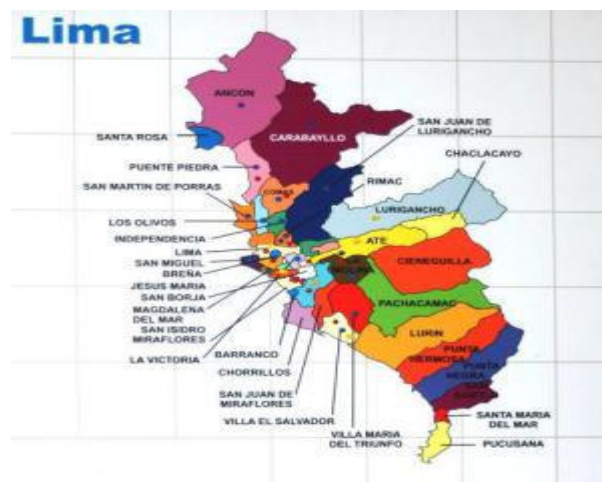 Lima
ANCON
SANTA ROSA
CARABAYLLO
SAN JUAN DE
LURIGANCHO
CHACLACAYO
PUENTE PIEDRA
COMAS
RIMAC
SAN MARTIN DE PORRAS
LURIGANCHO
LOS OLIVOS
INDEPENDENCIA
ATE
LIMA
CIENEGUILLA
SAN MIGUEL
BREÑA
MOLINA
JESUS MARIA
SAN BORJA
PACHACAMAC
MAGDALENA
DEL MAR
SAN ISIDRO
MIRAFLORES
LURIN
LA VICTORIA
BARRANCO
PUNTA
HERMOSA
CHORRILLOS
PUNTA
NEGRA
SAN JUAN DE
MIRAFLORES
SAN
VILLA EL SALVADOR
SANTA MARIA
DEL MAR
VILLA MARIA
DEL TRIUNFO
PUCUSANA